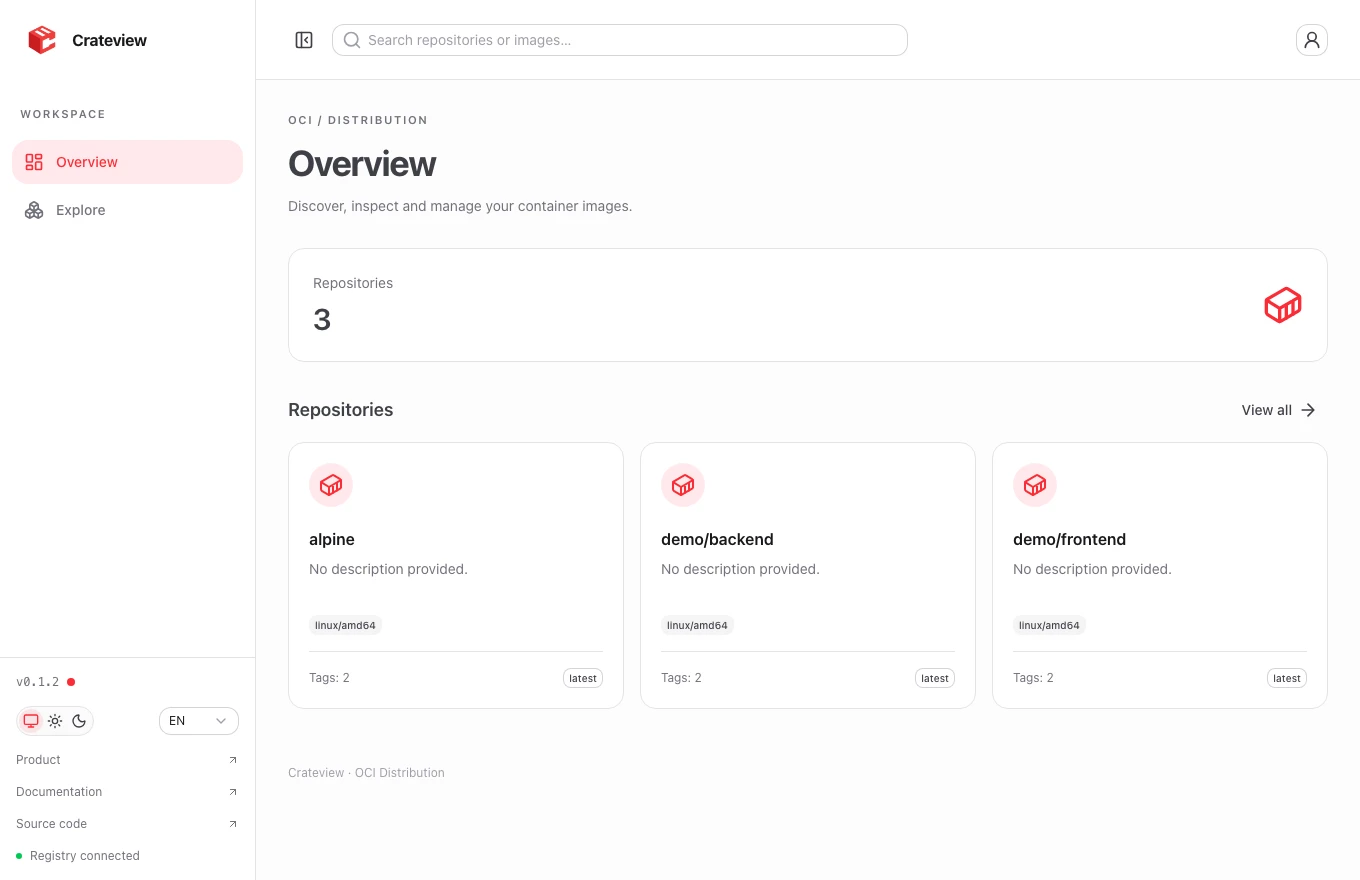 Crateview
Search repositories or images...
WORKSPACE
Overview
Explore
OCI / DISTRIBUTION
Overview
Discover, inspect and manage your container images.
Repositories
3
Repositories
View all
alpine
No description provided.
linux/amd64
Tags: 2
latest
demo/backend
No description provided.
linux/amd64
Tags: 2
latest
demo/frontend
No description provided.
linux/amd64
Tags: 2
latest
Crateview · OCI Distribution
v0.1.2
EN
Product
Documentation
Source code
Registry connected